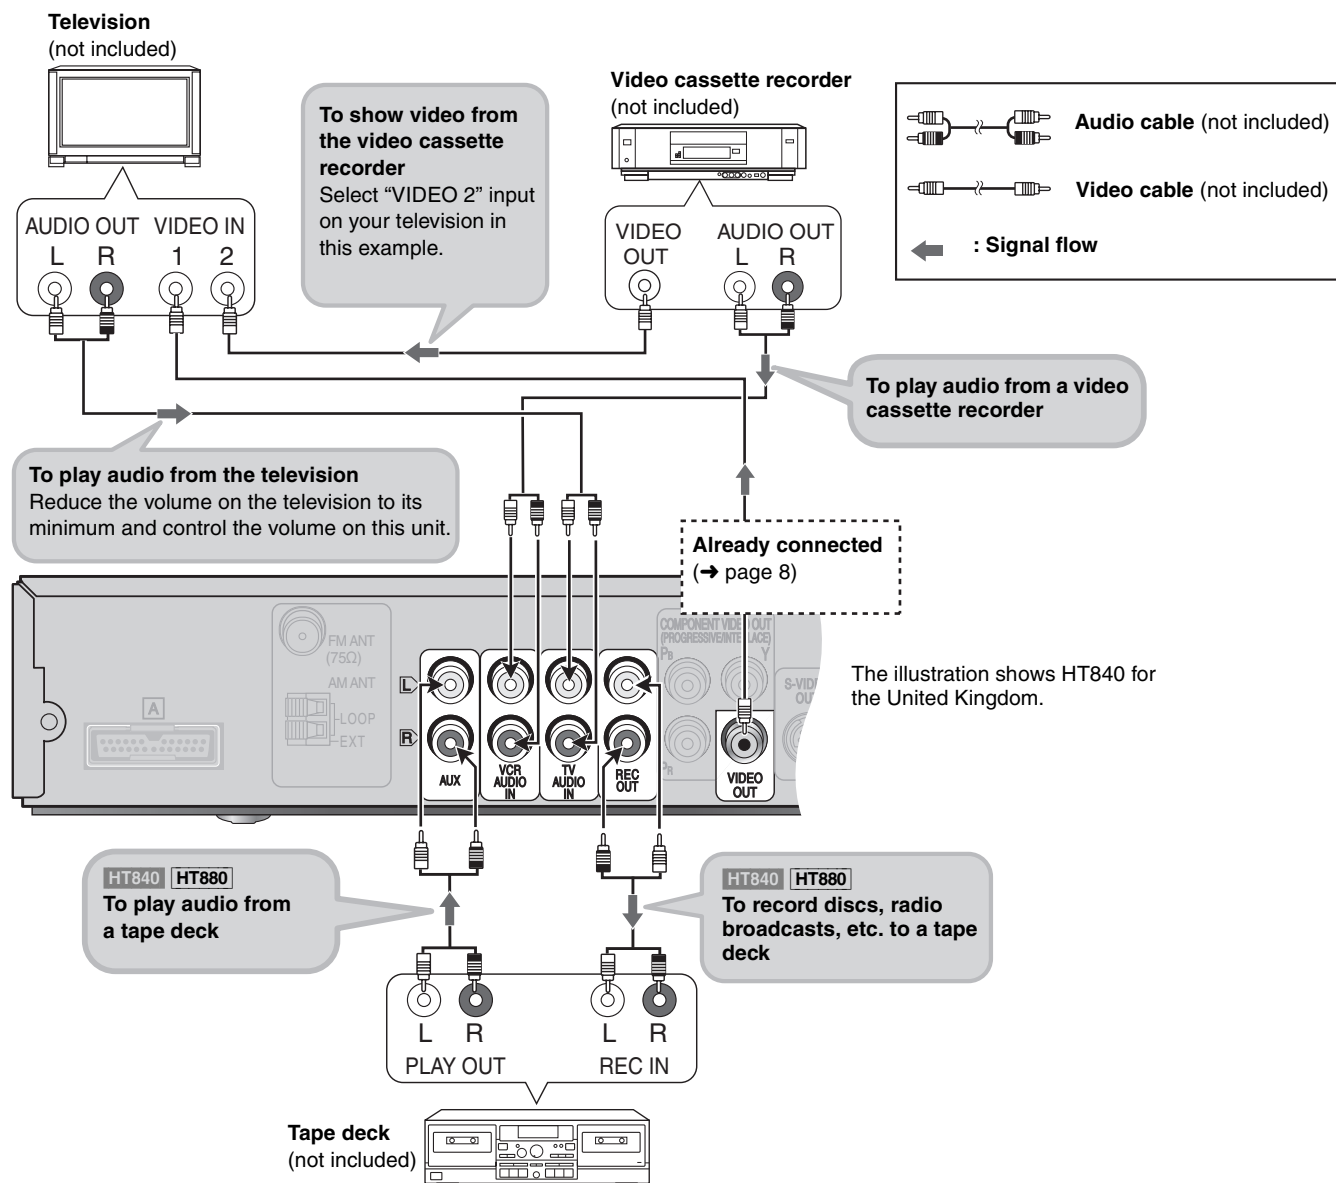 Television
(not included)
To show video from
the video cassette
recorder
Select “VIDEO 2” input
on your television in
this example.
Video cassette recorder
(not included)
Audio cable (not included)
Video cable (not included)
: Signal flow
AUDIO OUT VIDEO IN
L R 1 2
VIDEO
OUT
AUDIO OUT
L R
To play audio from a video
cassette recorder
To play audio from the television
Reduce the volume on the television to its
minimum and control the volume on this unit.
Already connected
(➜ page 8)
The illustration shows HT840 for
the United Kingdom.
FM ANT
(75Ω)
AM ANT
LOOP
EXT
A
L
R
AUX
VCR
AUDIO
IN
TV
AUDIO
IN
REC
OUT
COMPONENT VIDEO OUT
(PROGRESSIVE/INTERLACE)
PB Y
PR
VIDEO
OUT
HT840 HT880
To play audio from
a tape deck
HT840 HT880
To record discs, radio
broadcasts, etc. to a tape
deck
L R L R
PLAY OUT REC IN
Tape deck
(not included)